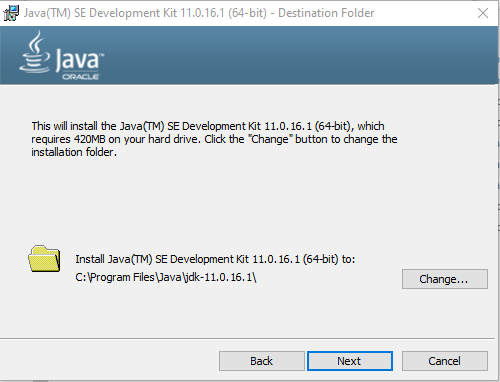 Java(TM) SE Development Kit 11.0.16.1 (64-bit) - Destination Folder
Java
ORACLE
This will install the Java(TM) SE Development Kit 11.0.16.1 (64-bit), which
requires 420MB on your hard drive. Click the "Change" button to change the
installation folder.
Install Java(TM) SE Development Kit 11.0.16.1 (64-bit) to:
C:\Program Files\Java\jdk-11.0.16.1\
Change...
Back
Next
Cancel